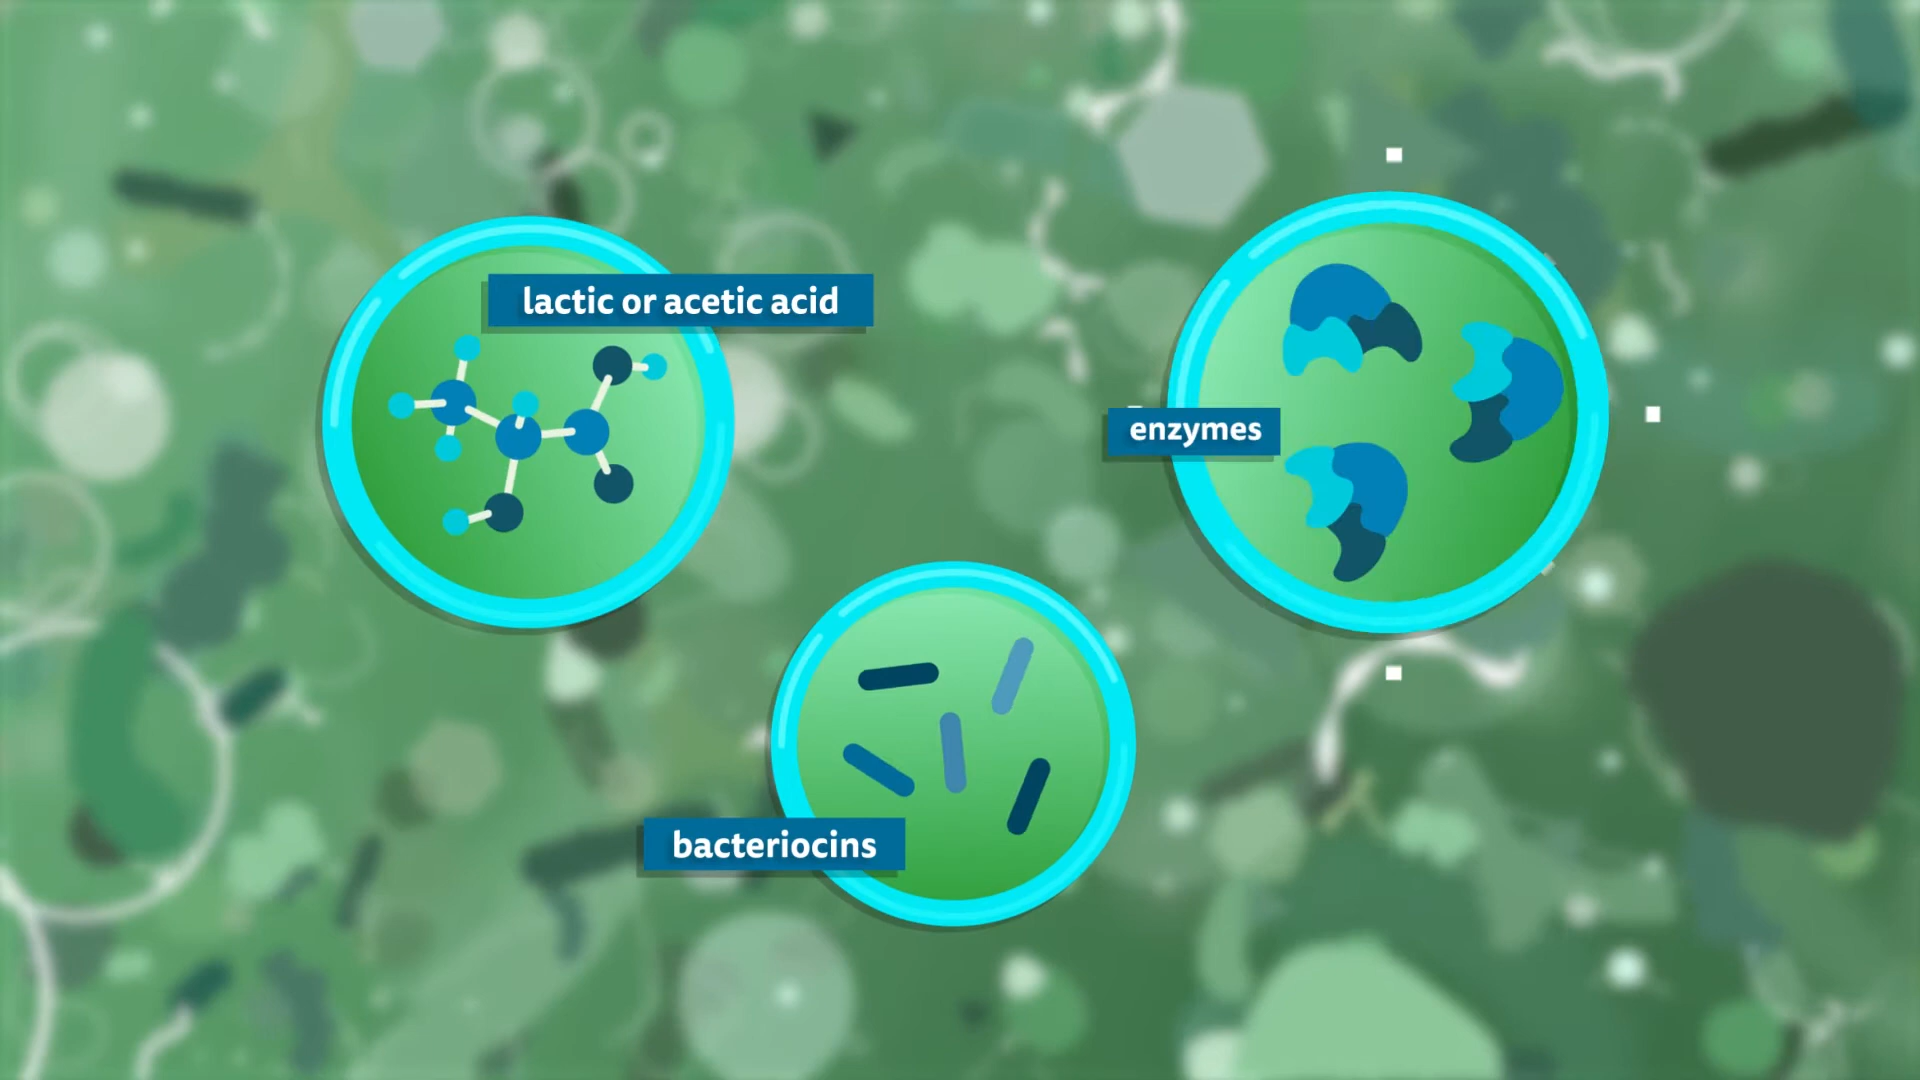 lactic or acetic acid
enzymes
bacteriocins